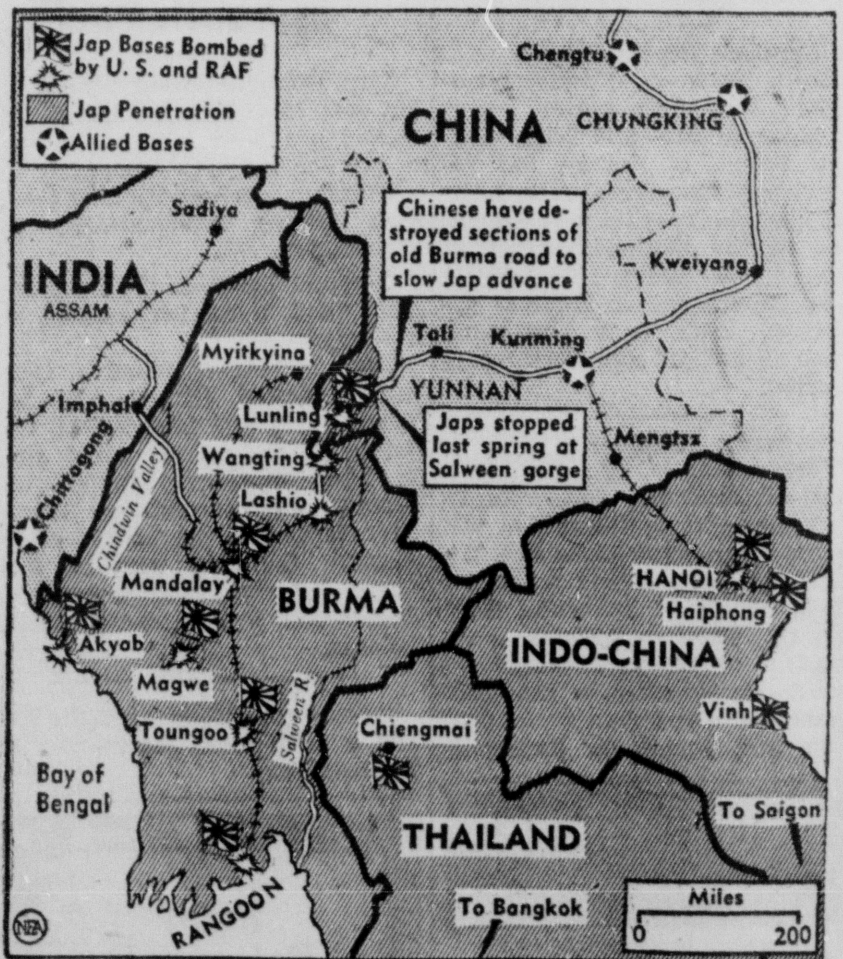 Jap Bases Bombed
by U. S. and RAF
Jap Penetration
Allied Bases
Chengtu
CHINA
CHUNGKING
Sadiya
Chinese have de-
stroyed sections of
old Burma road to
slow Jap advance
INDIA
ASSAM
Kweiyang
Myitkyina
Tali
Kunming
YUNNAN
Imphal
Lunling
Japs stopped
last spring at
Salween gorge
Mengtsz
Wangting
Chittagong
Chindwin Valley
Lashio
Mandalay
BURMA
HANOI
Haiphong
Akyab
INDO-CHINA
Magwe
Vinh
Toungoo
Salween R.
Chiengmai
Bay of
Bengal
To Saigon
THAILAND
RANGOON
To Bangkok
Miles
0 200
NEA